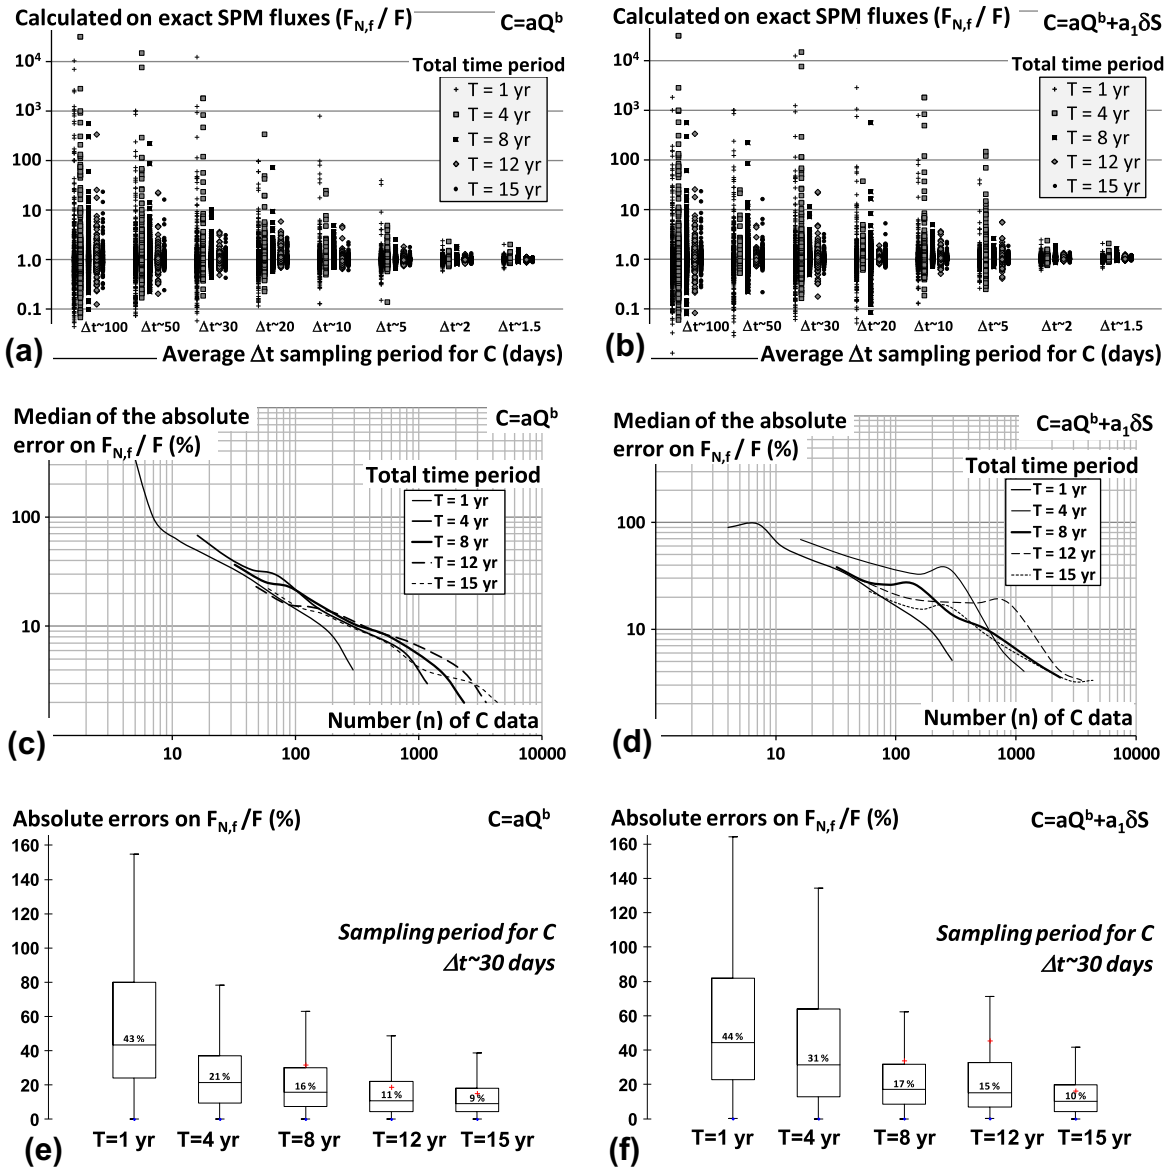 Calculated on exact SPM fluxes (F_N,f / F) C=aQ^b
10^4
10^3
100
10
1.0
0.1
Total time period
T = 1 yr
T = 4 yr
T = 8 yr
T = 12 yr
T = 15 yr
Δt~100 Δt~50 Δt~30 Δt~20 Δt~10 Δt~5 Δt~2 Δt~1.5
(a) Average Δt sampling period for C (days)
Calculated on exact SPM fluxes (F_N,f / F) C=aQ^b+a_1δS
10^4
10^3
100
10
1.0
0.1
Total time period
T = 1 yr
T = 4 yr
T = 8 yr
T = 12 yr
T = 15 yr
Δt~100 Δt~50 Δt~30 Δt~20 Δt~10 Δt~5 Δt~2 Δt~1.5
(b) Average Δt sampling period for C (days)
Median of the absolute C=aQ^b
error on F_N,f / F (%)
Total time period
T = 1 yr
T = 4 yr
T = 8 yr
T = 12 yr
T = 15 yr
100
10
Number (n) of C data
(c)
10 100 1000 10000
Median of the absolute C=aQ^b+a_1δS
error on F_N,f / F (%)
Total time period
T = 1 yr
T = 4 yr
T = 8 yr
T = 12 yr
T = 15 yr
100
10
Number (n) of C data
(d)
10 100 1000 10000
Absolute errors on F_N,f /F (%) C=aQ^b
160
140
120
100
80
60
40
20
0
Sampling period for C
Δt~30 days
43 %
21 %
16 %
11 %
9 %
T=1 yr T=4 yr T=8 yr T=12 yr T=15 yr
(e)
Absolute errors on F_N,f /F (%) C=aQ^b+a_1δS
160
140
120
100
80
60
40
20
0
Sampling period for C
Δt~30 days
44 %
31 %
17 %
15 %
10 %
T=1 yr T=4 yr T=8 yr T=12 yr T=15 yr
(f)